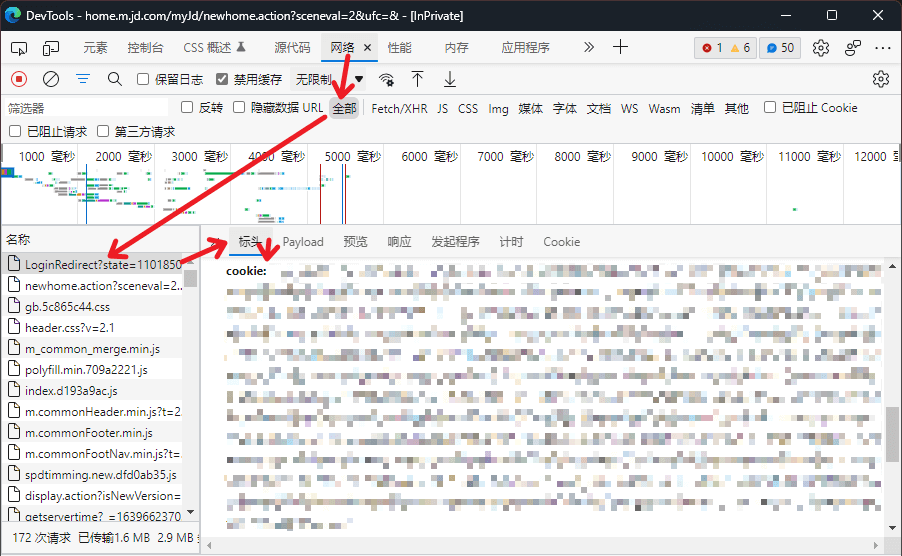 DevTools - home.m.jd.com/myJd/newhome.action?sceneval=2&ufc=& - [InPrivate]
元素 控制台 CSS 概述 源代码 网络 性能 内存 应用程序 1 6 50
保留日志 禁用缓存 无限制
筛选器 反转 隐藏数据 URL 全部 Fetch/XHR JS CSS Img 媒体 字体 文档 WS Wasm 清单 其他 已阻止 Cookie
已阻止请求 第三方请求
1000 毫秒 2000 毫秒 3000 毫秒 4000 毫秒 5000 毫秒 6000 毫秒 7000 毫秒 8000 毫秒 9000 毫秒 10000 毫秒 11000 毫秒 12000
名称 标头 Payload 预览 响应 发起程序 计时 Cookie
LoginRedirect?state=1101850
cookie:
newhome.action?sceneval=2..
gb.5c865c44.css
header.css?v=2.1
m_common_merge.min.js
polyfill.min.709a2221.js
index.d193a9ac.js
m.commonHeader.min.js?t=2.
m.commonFooter.min.js
m.commonFootNav.min.js?t=.
spdtimming.new.dfd0ab35.js
display.action?isNewVersion=
getservertime?_=1639662370
172 次请求 已传输1.6 MB 2.9 MB